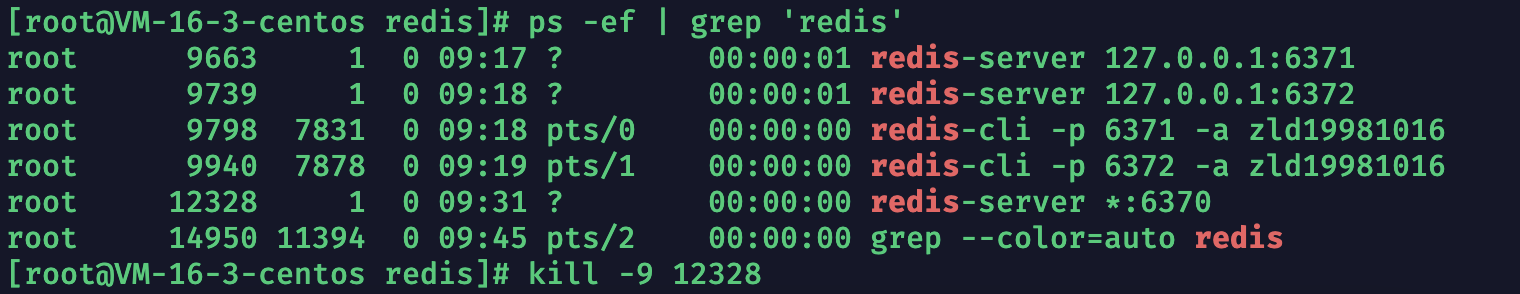 [root@VM-16-3-centos redis]# ps -ef | grep 'redis'
root      9663     1  0 09:17 ?        00:00:01 redis-server 127.0.0.1:6371
root      9739     1  0 09:18 ?        00:00:01 redis-server 127.0.0.1:6372
root      9798  7831  0 09:18 pts/0    00:00:00 redis-cli -p 6371 -a zld19981016
root      9940  7878  0 09:19 pts/1    00:00:00 redis-cli -p 6372 -a zld19981016
root     12328     1  0 09:31 ?        00:00:00 redis-server *:6370
root     14950 11394  0 09:45 pts/2    00:00:00 grep --color=auto redis
[root@VM-16-3-centos redis]# kill -9 12328